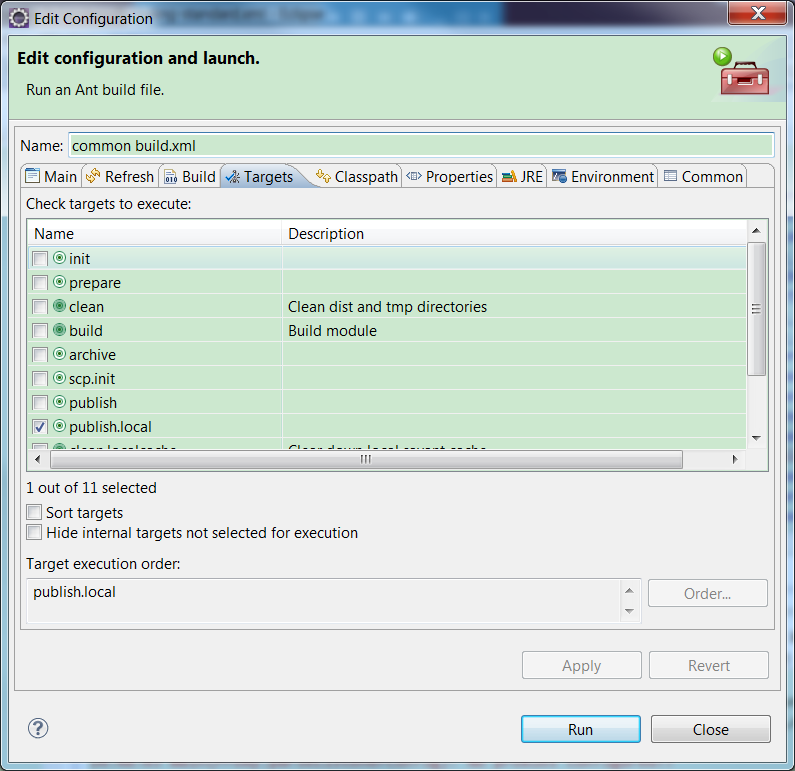 Edit Configuration
Edit configuration and launch.
Run an Ant build file.
Name: common build.xml
Main Refresh Build Targets Classpath Properties JRE Environment Common
Check targets to execute:
Name Description
init
prepare
clean Clean dist and tmp directories
build Build module
archive
scp.init
publish
publish.local
1 out of 11 selected
Sort targets
Hide internal targets not selected for execution
Target execution order:
publish.local
Order...
Apply Revert
Run Close